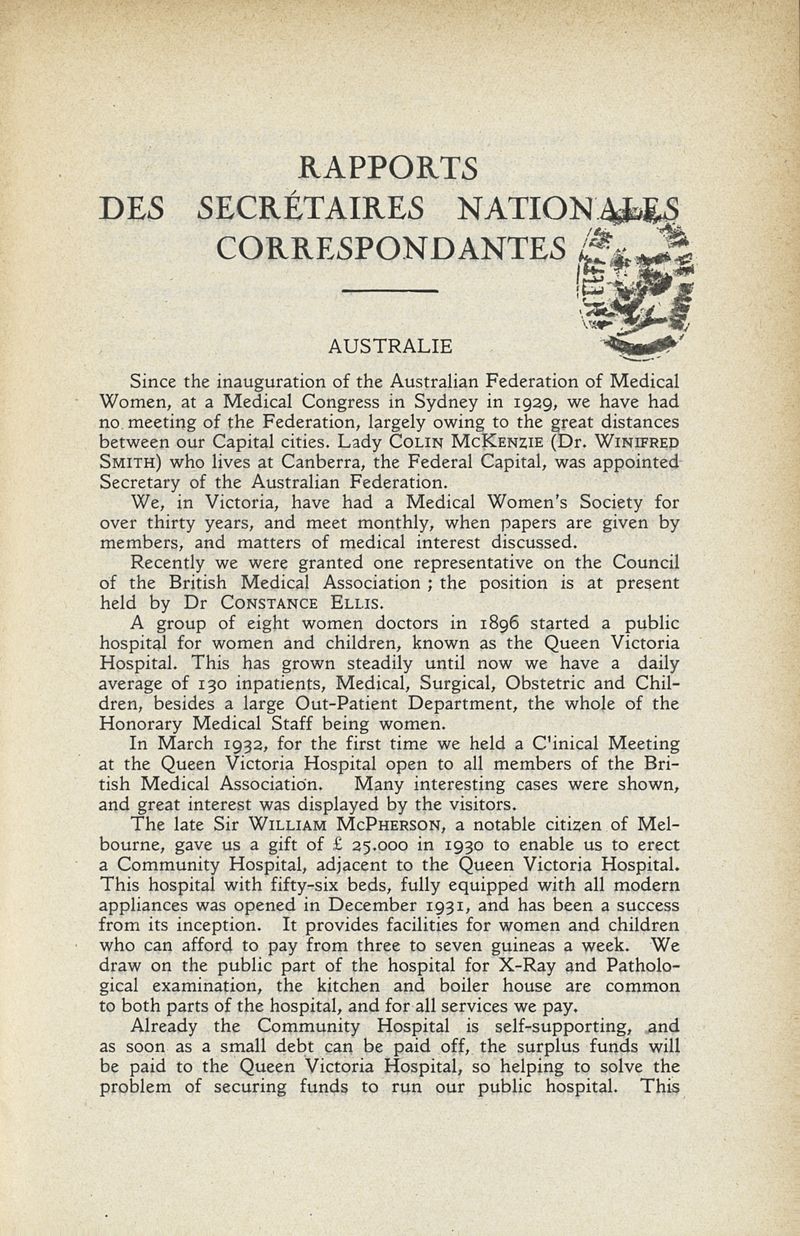 RAPPORTS
DES SECRÉTAIRES NATIONALES
CORRESPONDANTES
AUSTRALIE
Since the inauguration of the Australian Federation of Medical
Women, at a Medical Congress in Sydney in 1929, we have had
no meeting of the Federation, largely owing to the great distances
between our Capital cities. Lady COLIN MCKENZIE (Dr. WINIFRED
SMITH) who lives at Canberra, the Federal Capital, was appointed
Secretary of the Australian Federation.
We, in Victoria, have had a Medical Women's Society for
over thirty years, and meet monthly, when papers are given by
members, and matters of medical interest discussed.
Recently we were granted one representative on the Council
of the British Medical Association ; the position is at present
held by Dr CONSTANCE ELLIS.
A group of eight women doctors in 1896 started a public
hospital for women and children, known as the Queen Victoria
Hospital. This has grown steadily until now we have a daily
average of 130 inpatients, Medical, Surgical, Obstetric and Chil-
dren, besides a large Out-Patient Department, the whole of the
Honorary Medical Staff being women.
In March 1932, for the first time we held a C'inical Meeting
at the Queen Victoria Hospital open to all members of the Bri-
tish Medical Association. Many interesting cases were shown,
and great interest was displayed by the visitors.
The late Sir WILLIAM MCPHERSON, a notable citizen of Mel-
bourne, gave us a gift of £ 25.000 in 1930 to enable us to erect
a Community Hospital, adjacent to the Queen Victoria Hospital.
This hospital with fifty-six beds, fully equipped with all modern
appliances was opened in December 1931, and has been a success
from its inception. It provides facilities for women and children
who can afford to pay from three to seven guineas a week. We
draw on the public part of the hospital for X-Ray and Patholo-
gical examination, the kitchen and boiler house are common
to both parts of the hospital, and for all services we pay.
Already the Community Hospital is self-supporting, and
as soon as a small debt can be paid off, the surplus funds will
be paid to the Queen Victoria Hospital, so helping to solve the
problem of securing funds to run our public hospital. This